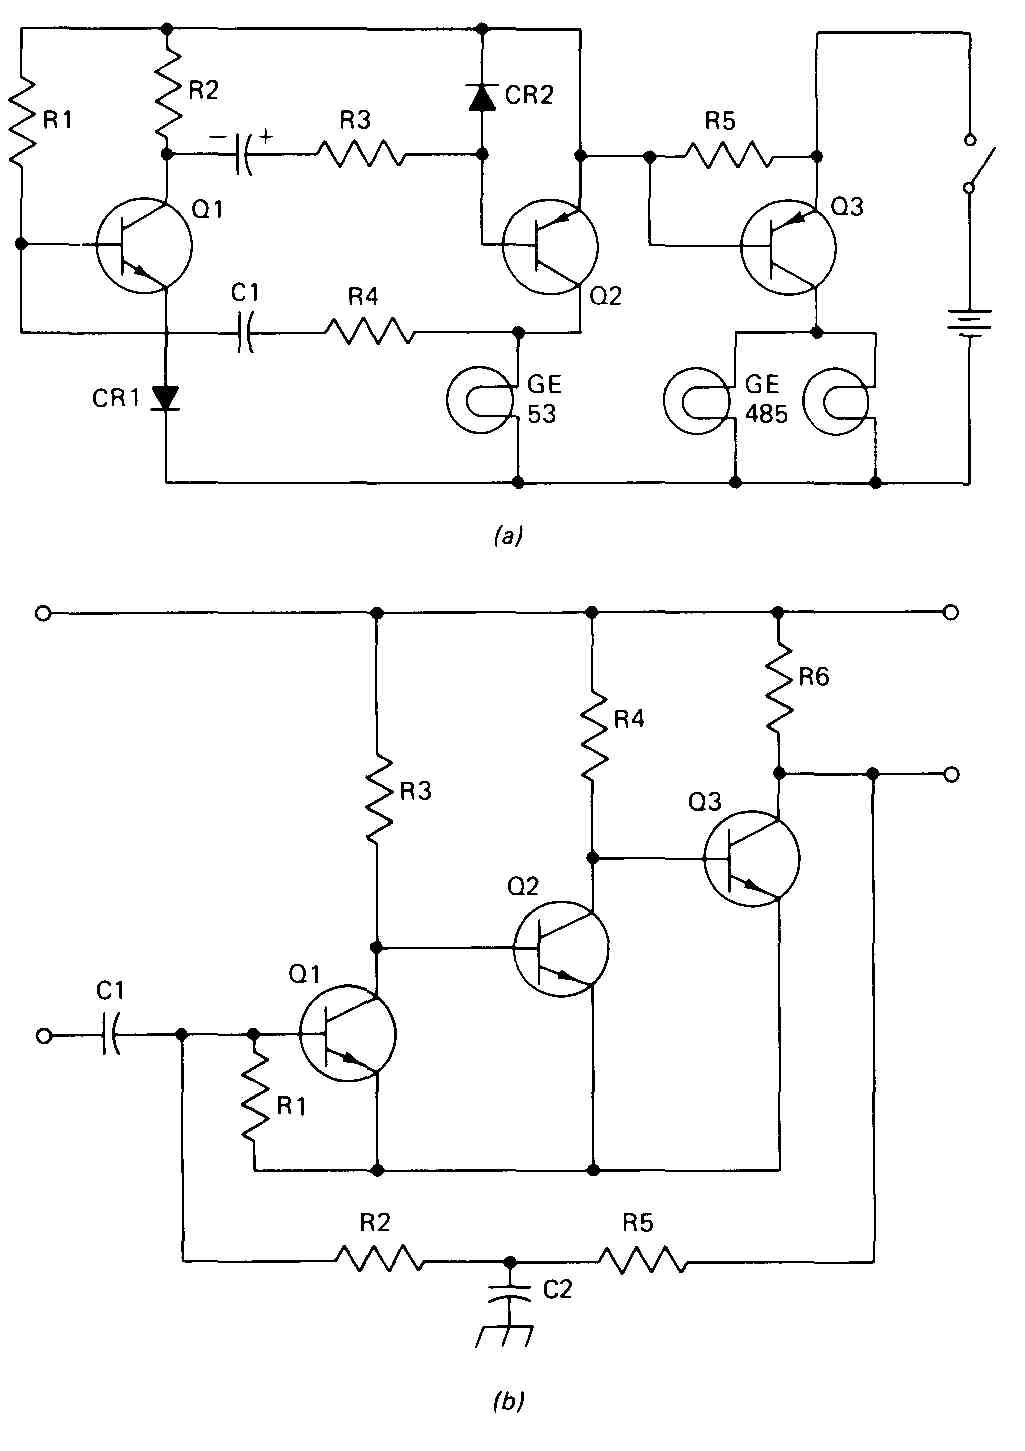 R1
R2
− +
R3
CR2
R5
Q1
Q2
Q3
C1
R4
CR1
GE
53
GE
485
(a)
R3
R4
R6
Q1
Q2
Q3
C1
R1
R2
R5
C2
(b)